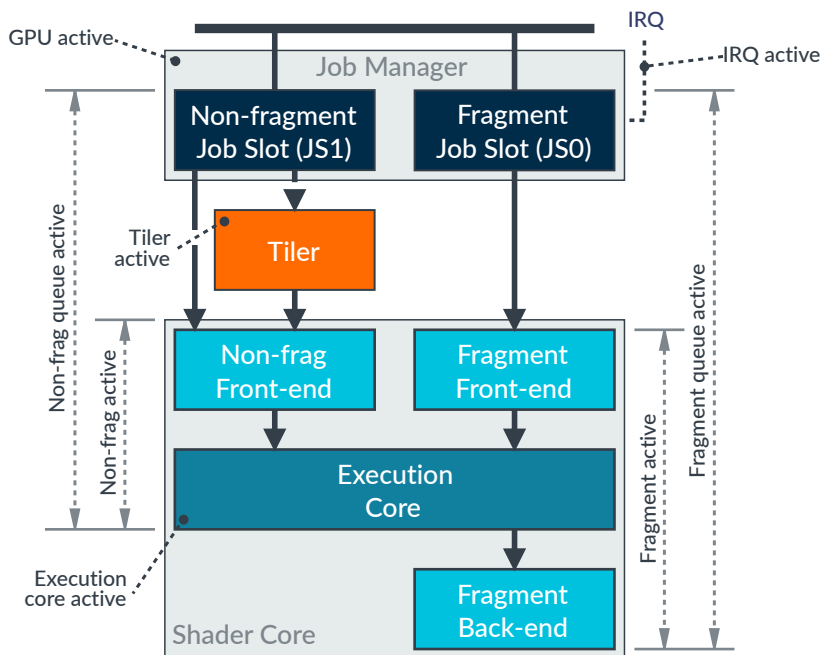 IRQ
GPU active
IRQ active
Job Manager
Non-fragment
Job Slot (JS1)
Fragment
Job Slot (JS0)
Tiler
active
Tiler
Non-frag queue active
Non-frag active
Fragment queue active
Fragment active
Non-frag
Front-end
Fragment
Front-end
Execution
Core
Execution
core active
Fragment
Back-end
Shader Core